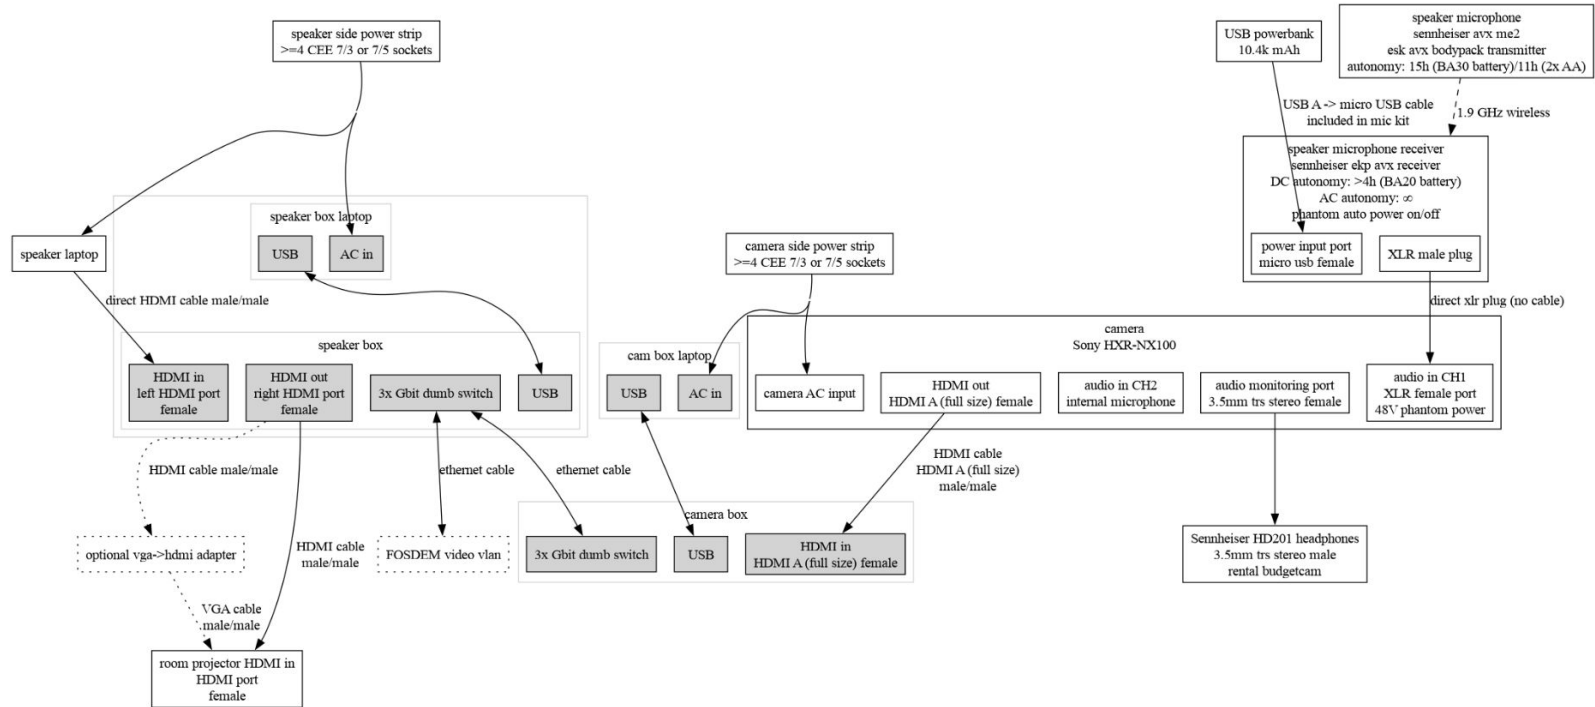 speaker side power strip
>=4 CEE 7/3 or 7/5 sockets
USB powerbank
10.4k mAh
speaker microphone
sennheiser avx me2
esk avx bodypack transmitter
autonomy: 15h (BA30 battery)/11h (2x AA)
USB A -> micro USB cable
included in mic kit
1.9 GHz wireless
speaker microphone receiver
sennheiser ekp avx receiver
DC autonomy: >4h (BA20 battery)
AC autonomy: ∞
phantom auto power on/off
power input port
micro usb female
XLR male plug
direct xlr plug (no cable)
speaker laptop
speaker box laptop
USB
AC in
direct HDMI cable male/male
camera side power strip
>=4 CEE 7/3 or 7/5 sockets
speaker box
HDMI in
left HDMI port
female
HDMI out
right HDMI port
female
3x Gbit dumb switch
USB
cam box laptop
USB
AC in
camera
Sony HXR-NX100
camera AC input
HDMI out
HDMI A (full size) female
audio in CH2
internal microphone
audio monitoring port
3.5mm trs stereo female
audio in CH1
XLR female port
48V phantom power
HDMI cable male/male
ethernet cable
ethernet cable
HDMI cable
HDMI A (full size)
male/male
optional vga->hdmi adapter
HDMI cable
male/male
FOSDEM video vlan
camera box
3x Gbit dumb switch
USB
HDMI in
HDMI A (full size) female
Sennheiser HD201 headphones
3.5mm trs stereo male
rental budgetcam
VGA cable
male/male
room projector HDMI in
HDMI port
female